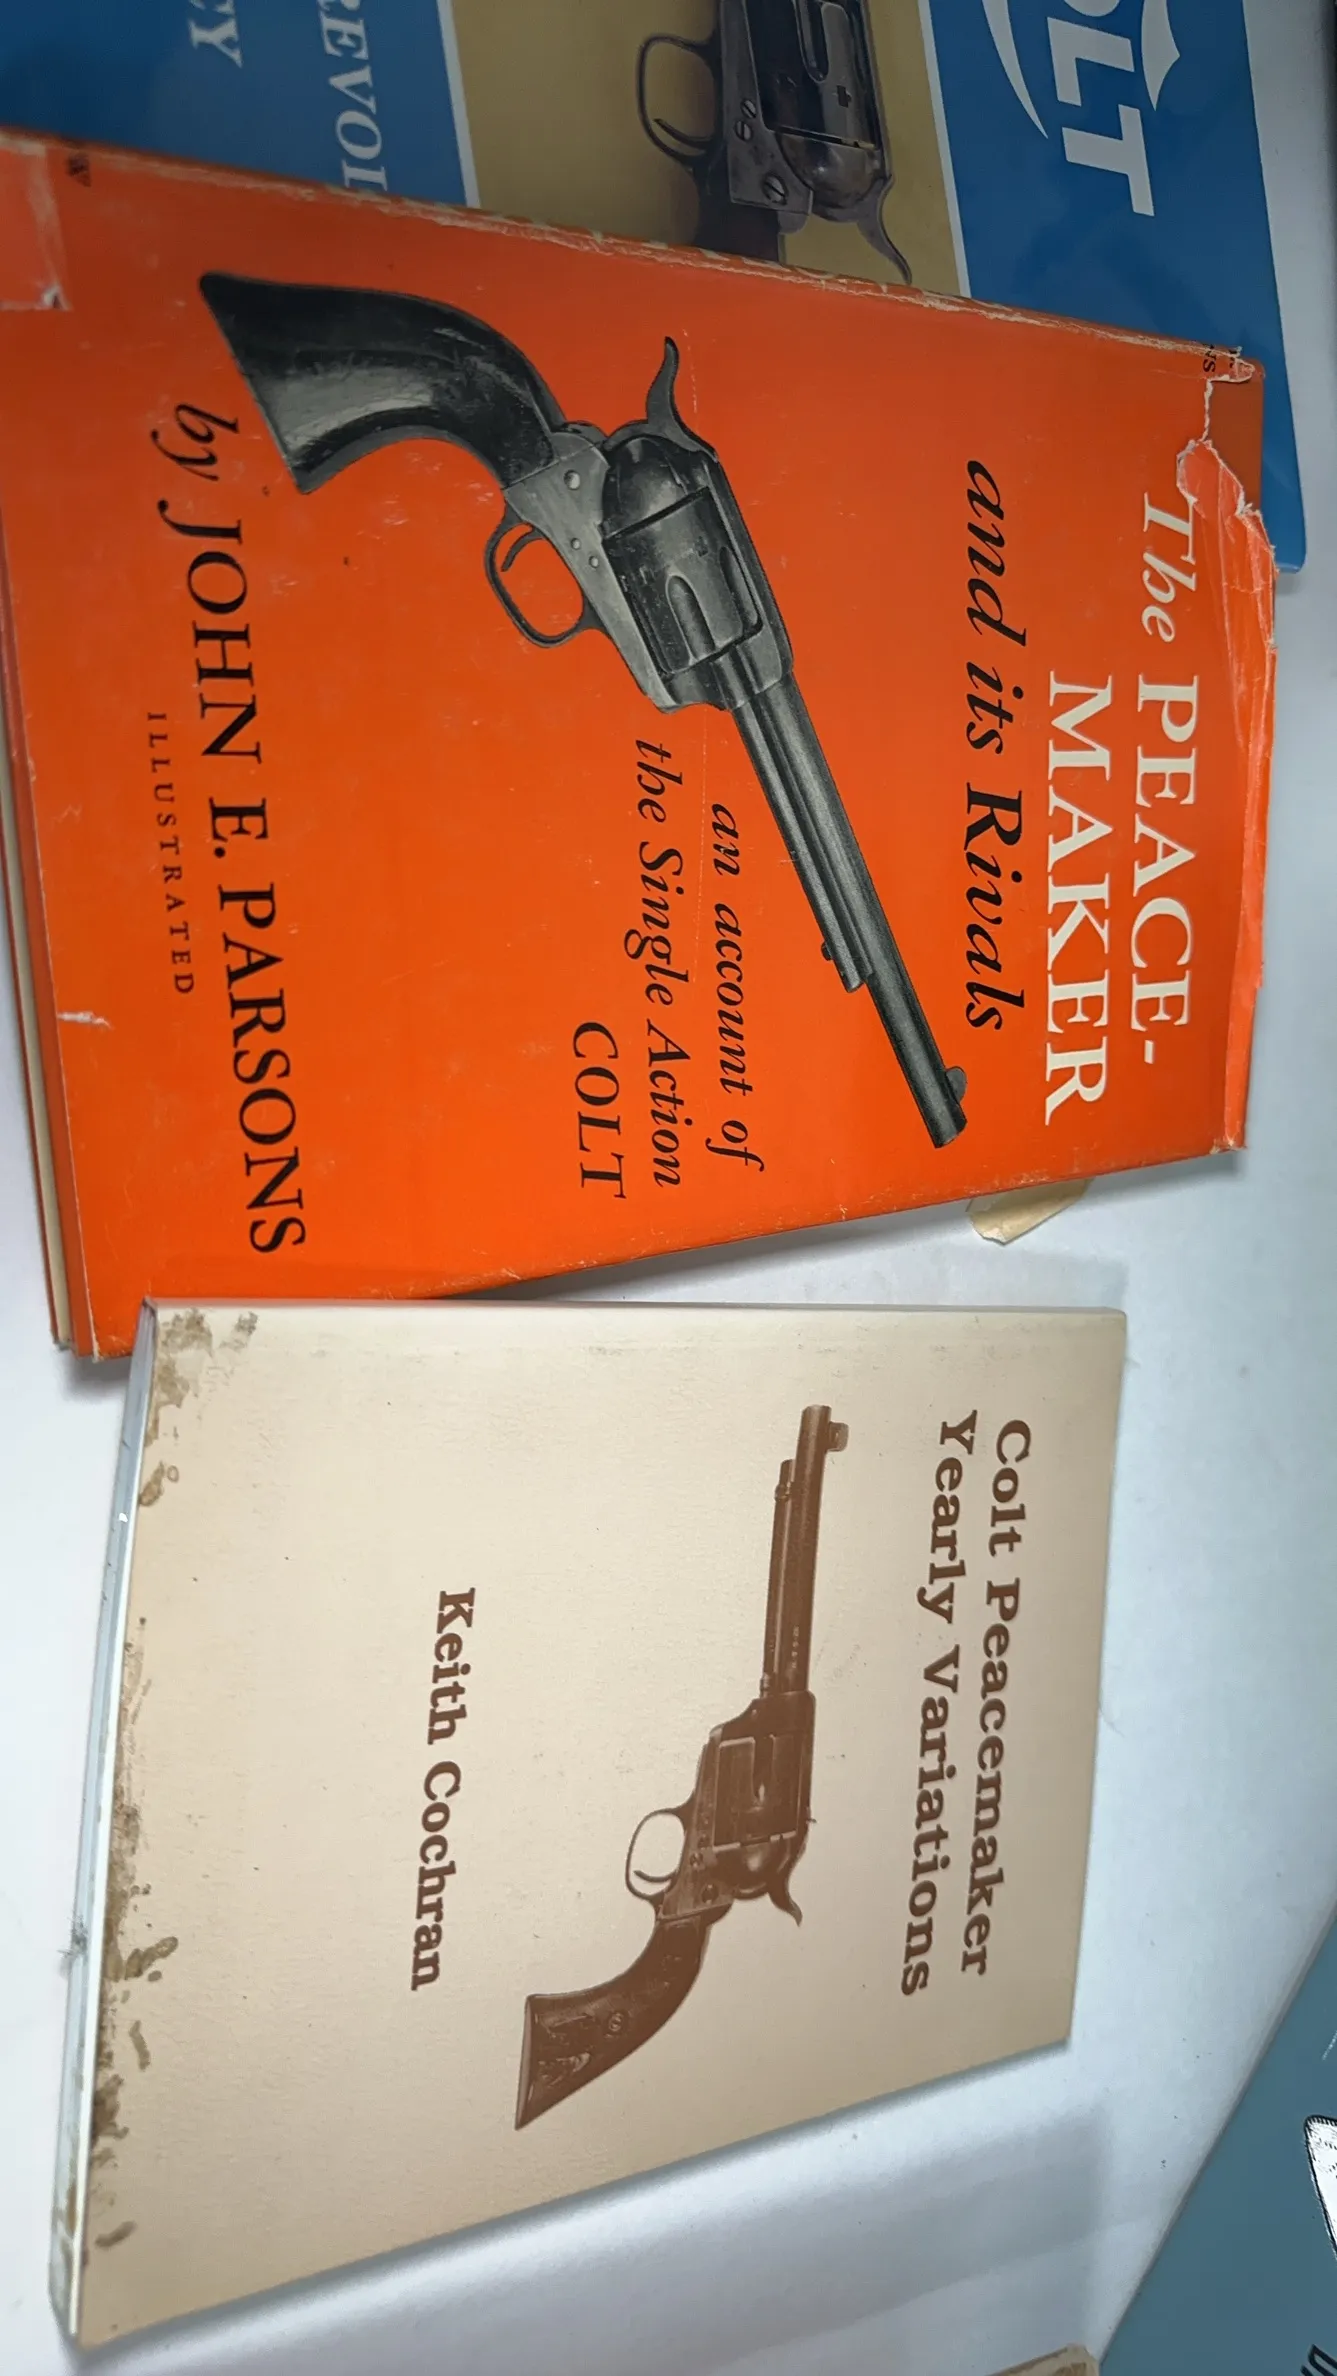 The PEACE-
MAKER
and its Rivals
an account of
the Single Action
COLT
by JOHN E. PARSONS
ILLUSTRATED
Colt Peacemaker
Yearly Variations
Keith Cochran